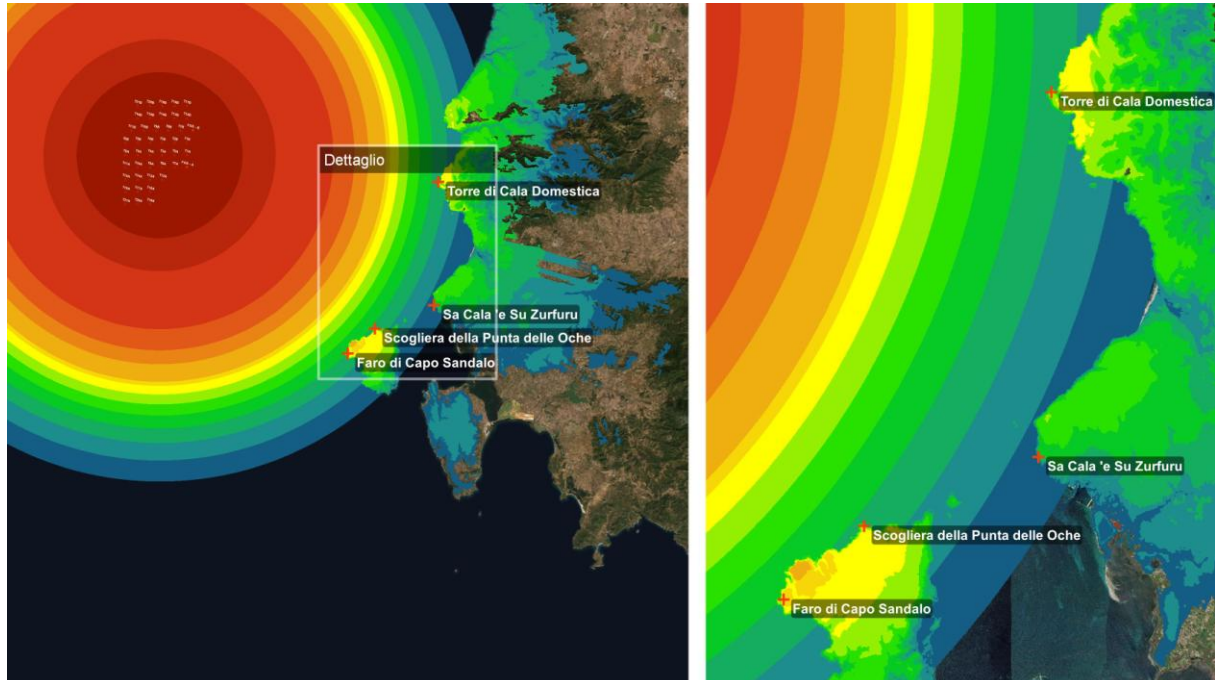 Dettaglio
Torre di Cala Domestica
Sa Cala 'e Su Zurfuru
Scogliera della Punta delle Oche
Faro di Capo Sandalo
Torre di Cala Domestica
Sa Cala 'e Su Zurfuru
Scogliera della Punta delle Oche
Faro di Capo Sandalo